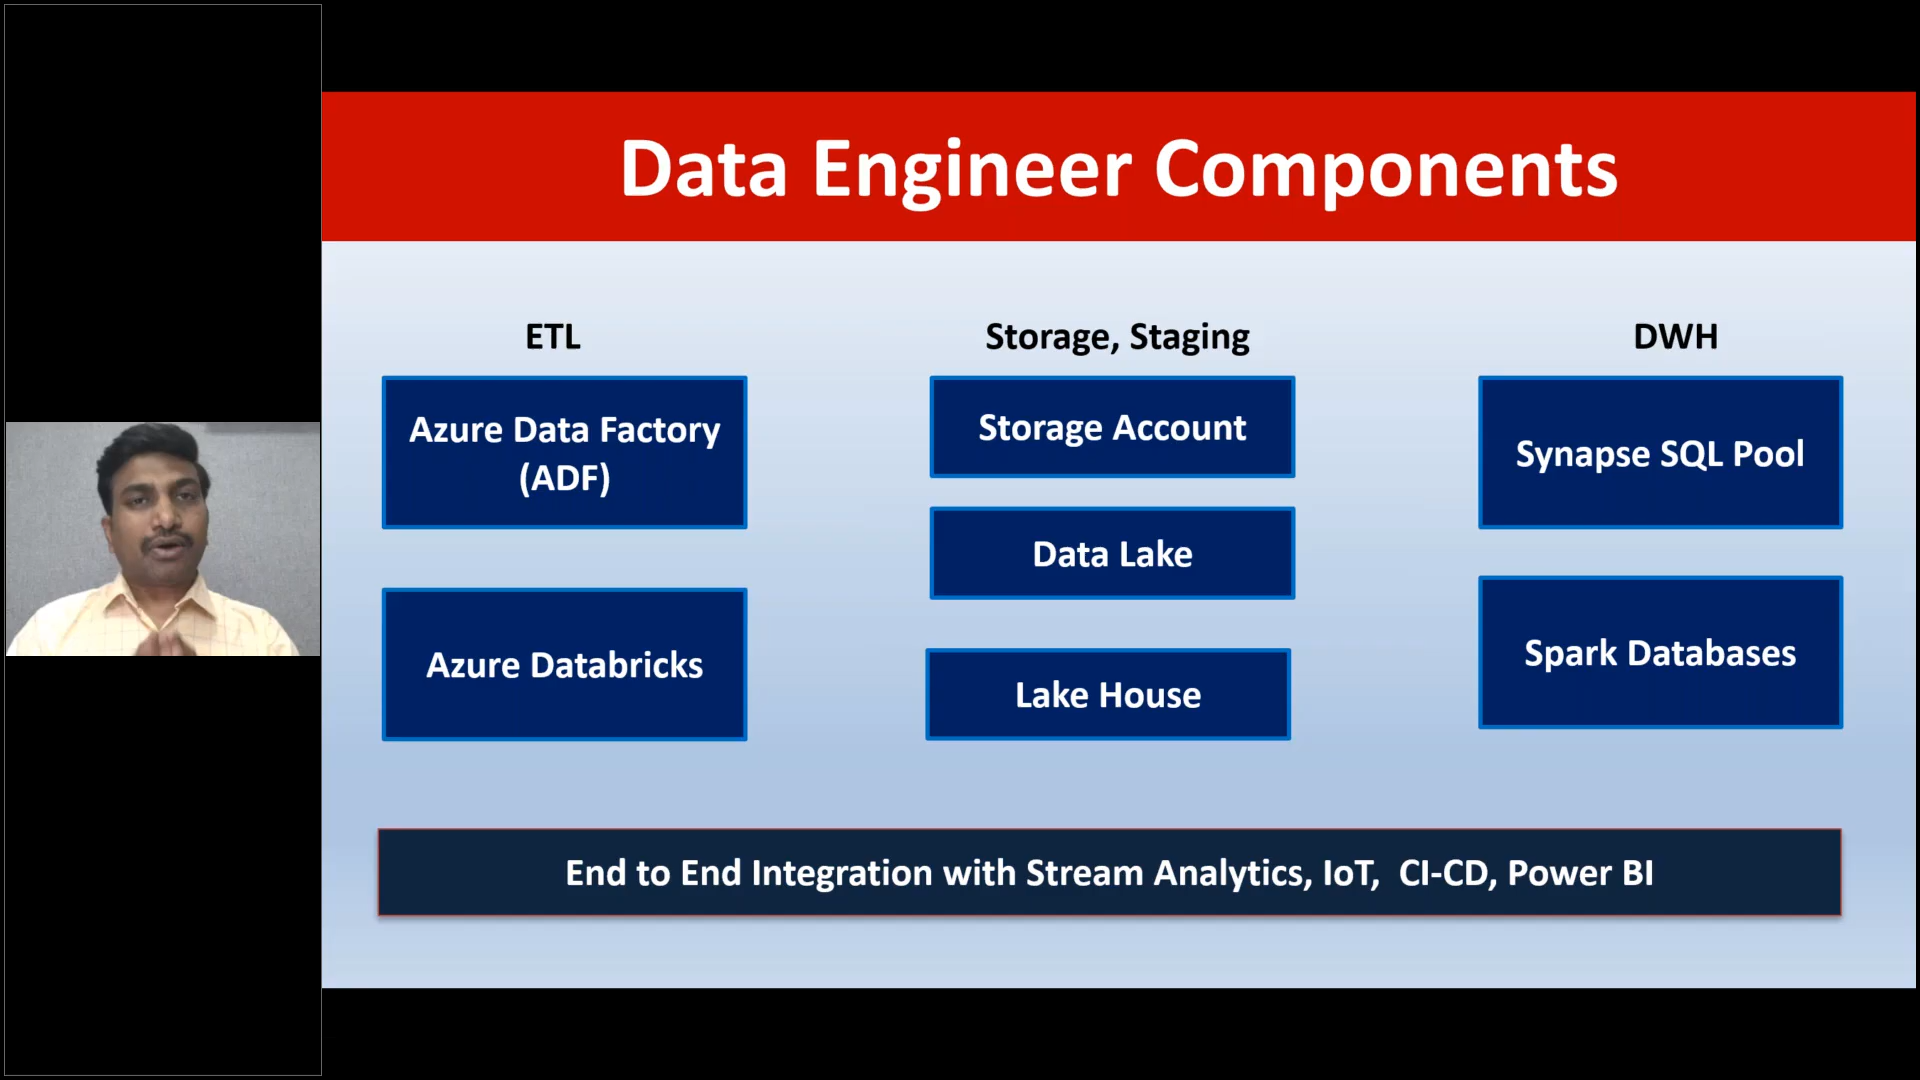 Data Engineer Components
ETL
Azure Data Factory
(ADF)
Azure Databricks
Storage, Staging
Storage Account
Data Lake
Lake House
DWH
Synapse SQL Pool
Spark Databases
End to End Integration with Stream Analytics, IoT,  CI-CD, Power BI